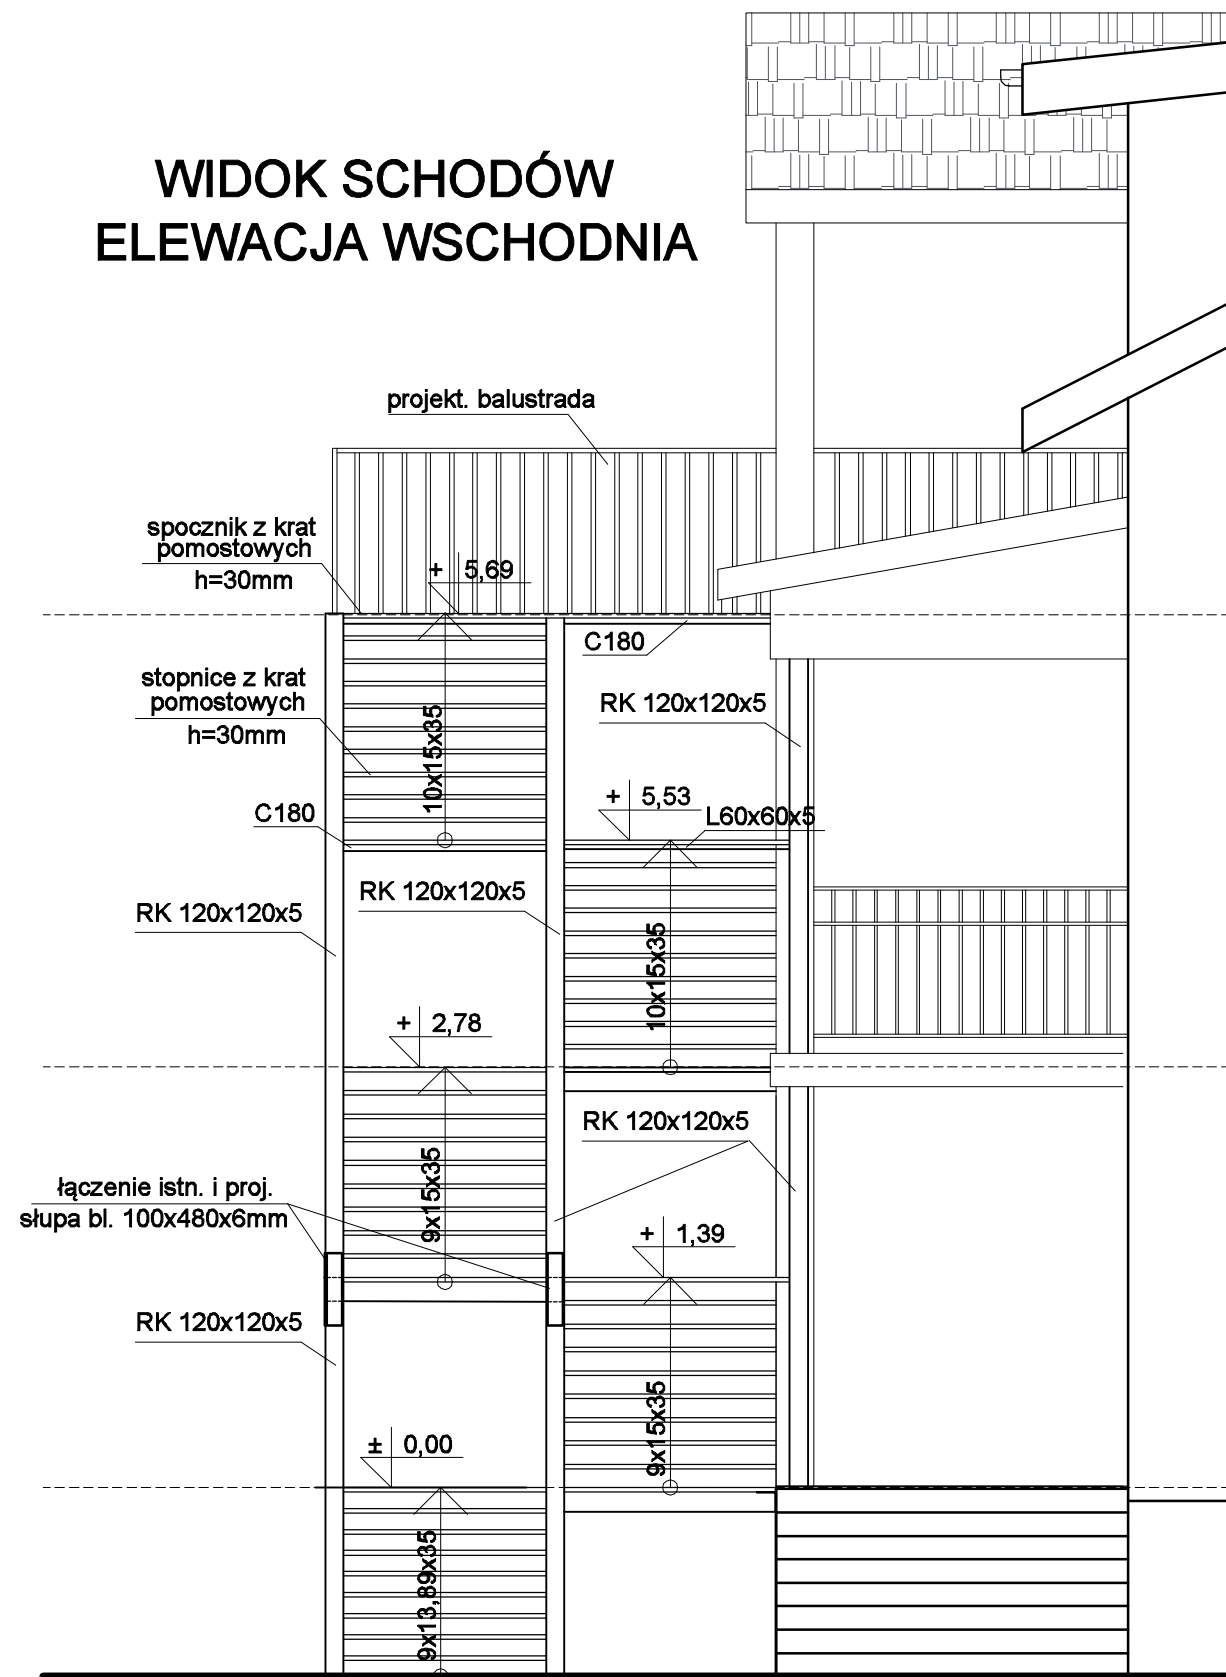 WIDOK SCHODÓW
ELEWACJA WSCHODNIA
projekt. balustrada
spocznik z krat
pomostowych
h=30mm
+ 5,69
C180
stopnice z krat
pomostowych
h=30mm
RK 120x120x5
10x15x35
+ 5,53
L60x60x5
C180
RK 120x120x5
RK 120x120x5
10x15x35
+ 2,78
RK 120x120x5
9x15x35
łączenie istn. i proj.
słupa bl. 100x480x6mm
+ 1,39
RK 120x120x5
9x15x35
± 0,00
9x13,89x35